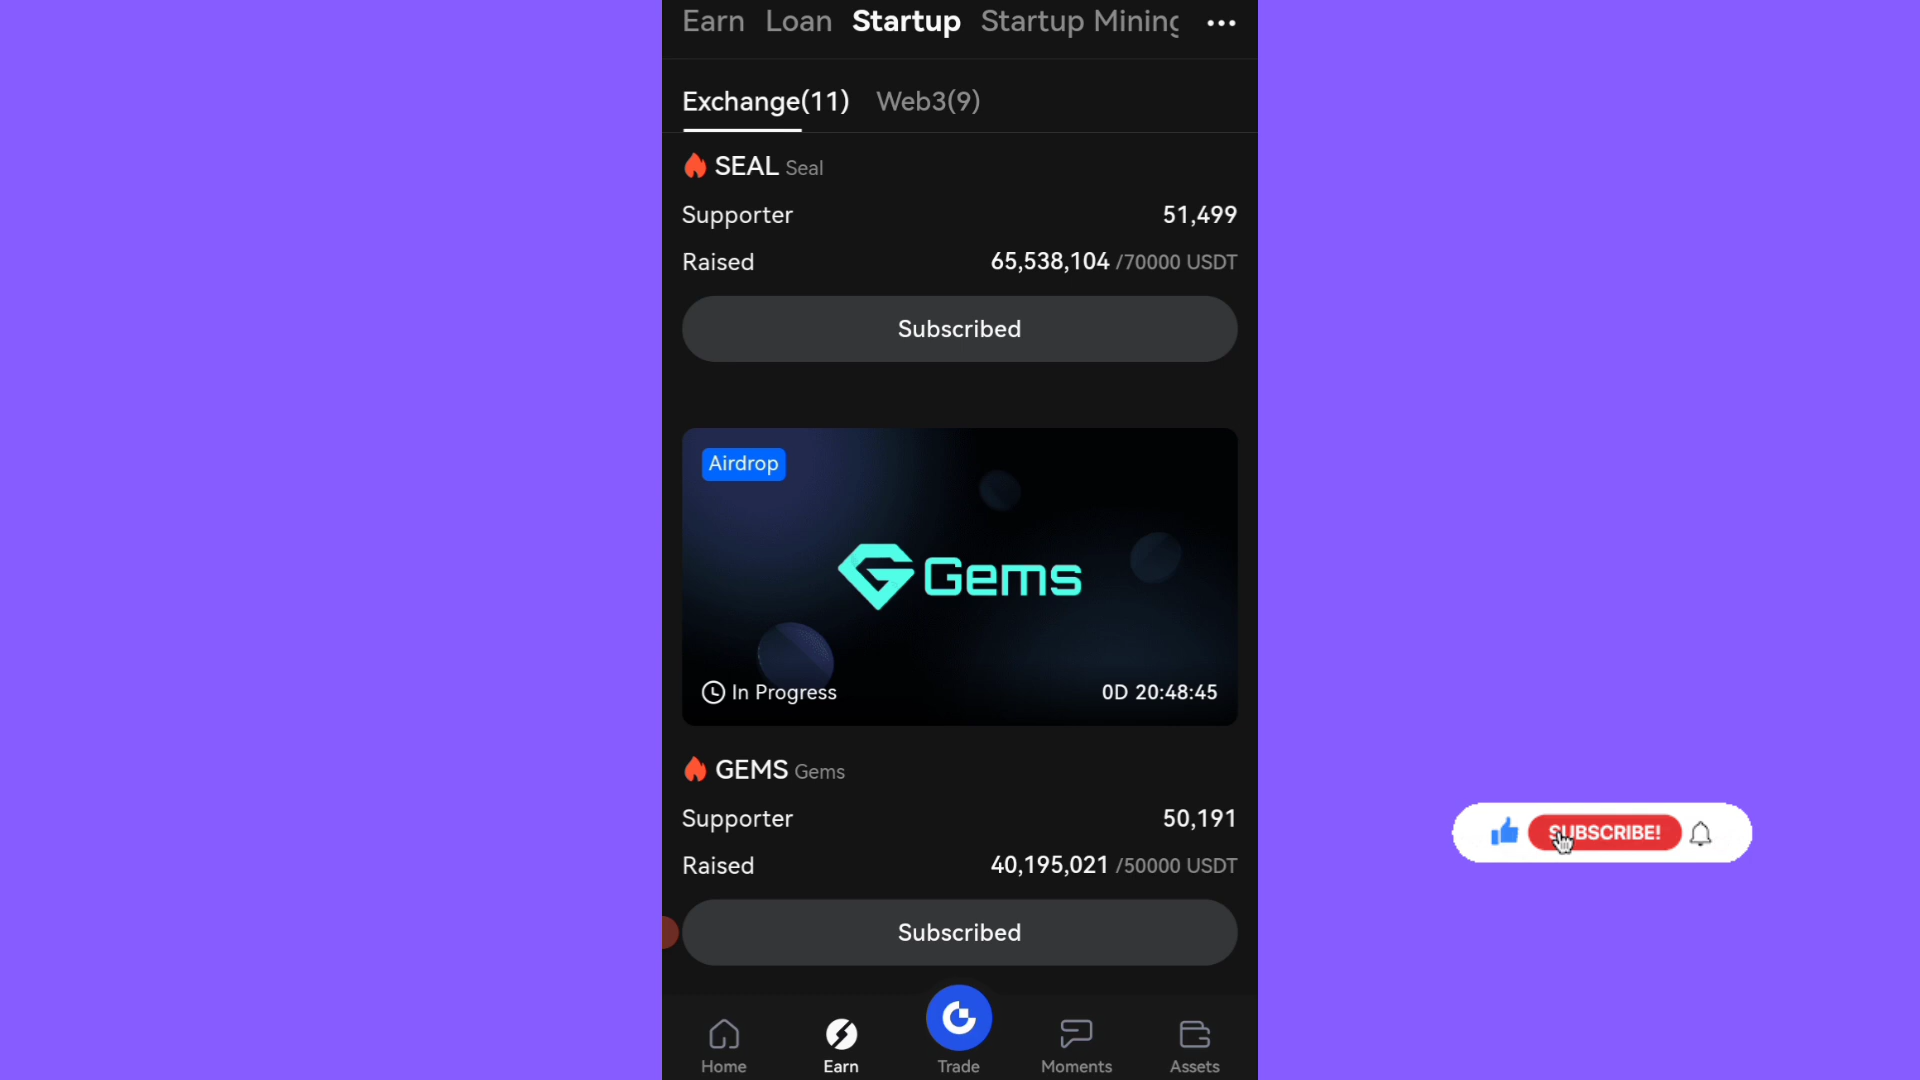 Earn Loan Startup Startup Mining
Exchange(11) Web3(9)
SEAL Seal
Supporter 51,499
Raised 65,538,104 /70000 USDT
Subscribed
Airdrop
Gems
In Progress 0D 20:48:45
GEMS Gems
Supporter 50,191
Raised 40,195,021 /50000 USDT
SUBSCRIBE!
Subscribed
Home Earn Trade Moments Assets